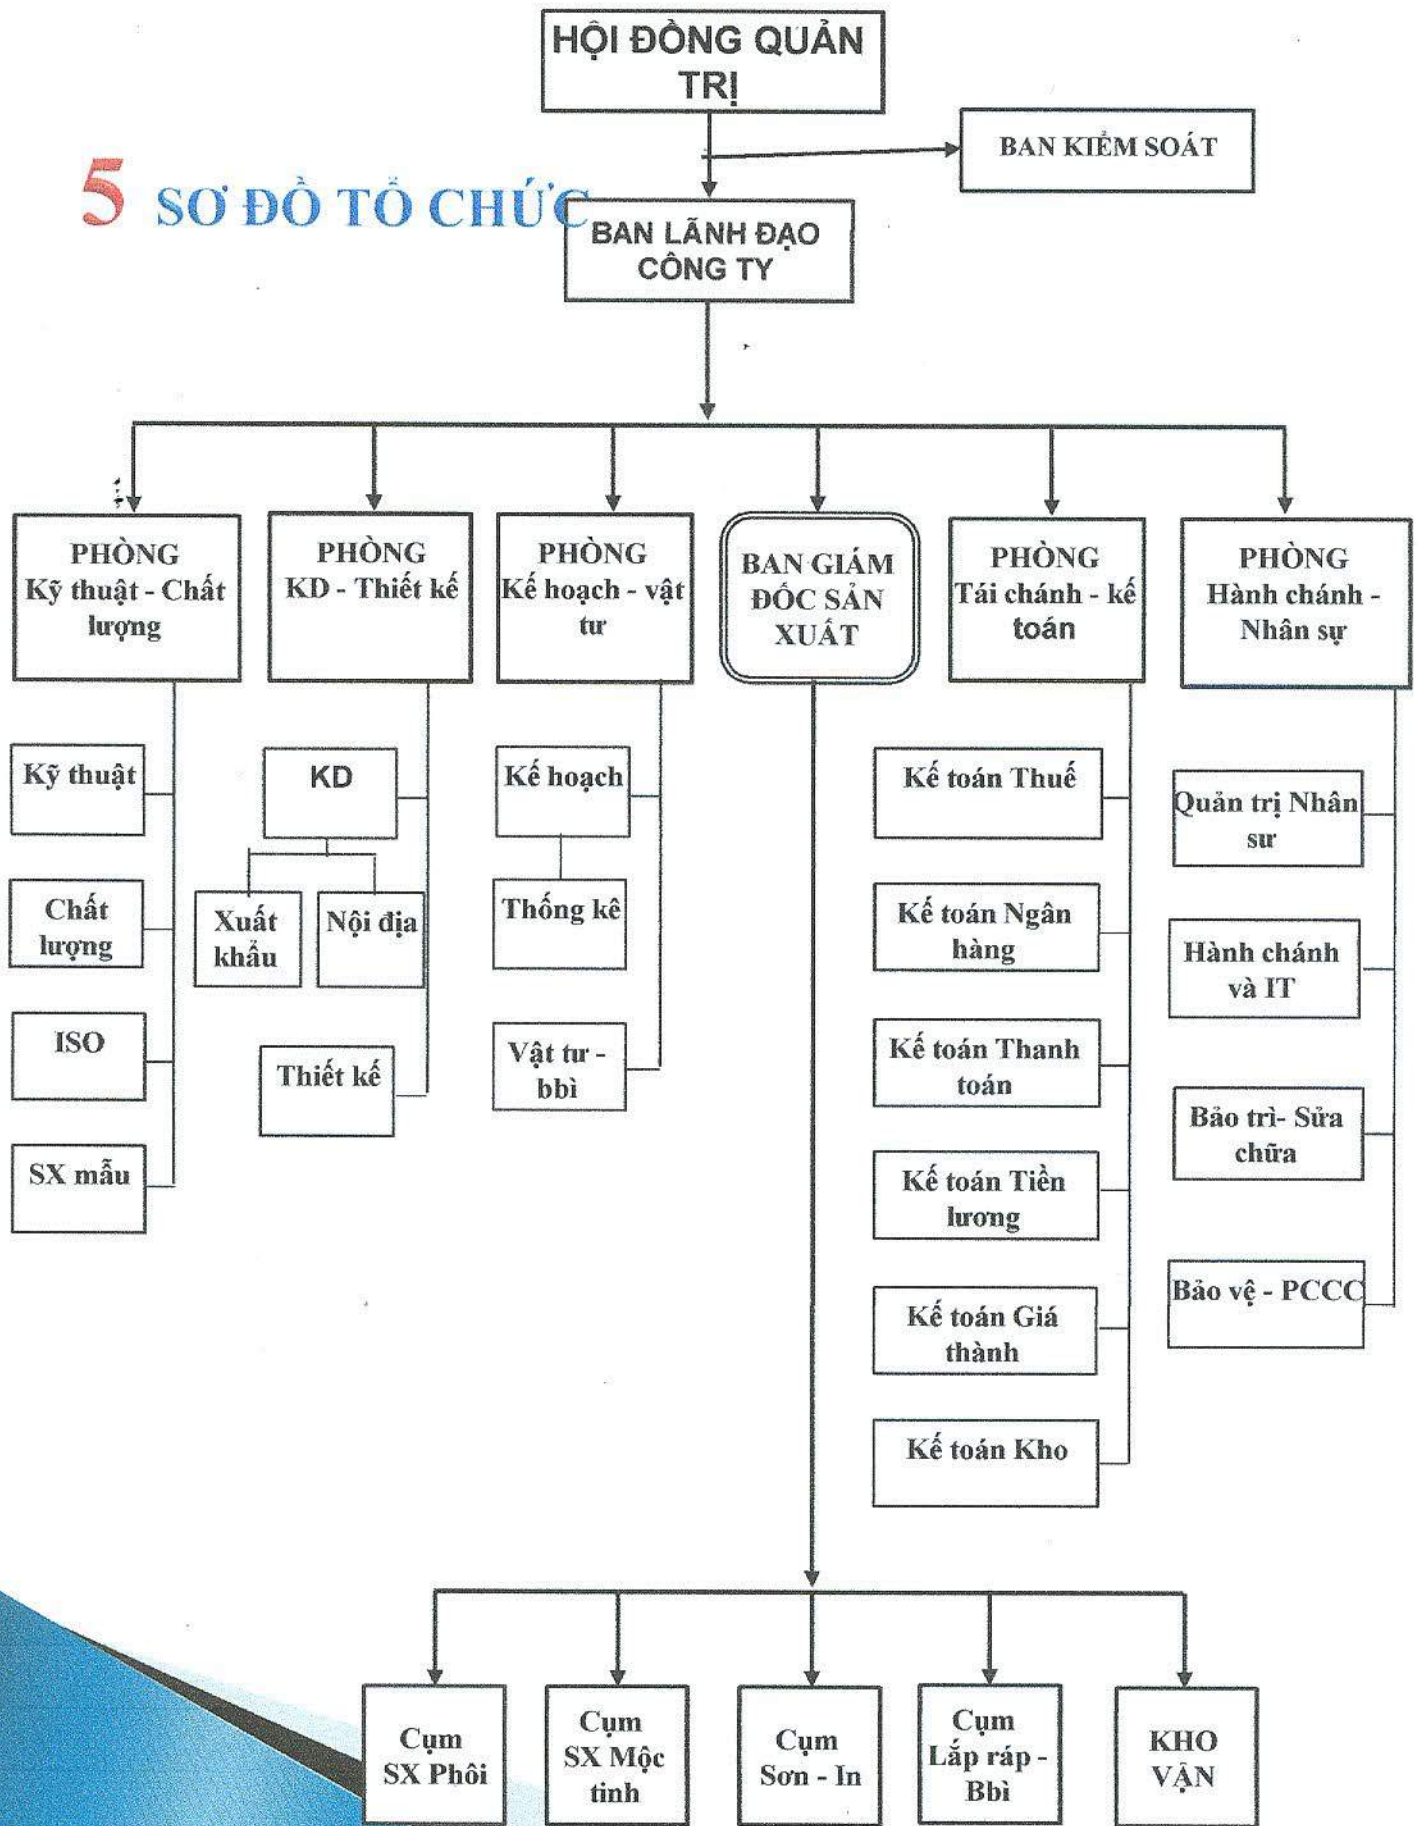 HỘI ĐỒNG QUẢN
TRỊ
BAN KIỂM SOÁT
5 SƠ ĐỒ TỔ CHỨC
BAN LÃNH ĐẠO
CÔNG TY
PHÒNG
Kỹ thuật - Chất
lượng
PHÒNG
KD - Thiết kế
PHÒNG
Kế hoạch - vật
tư
BAN GIÁM
ĐỐC SẢN
XUẤT
PHÒNG
Tái chánh - kế
toán
PHÒNG
Hành chánh -
Nhân sự
Kỹ thuật
Chất
lượng
ISO
SX mẫu
KD
Xuất
khẩu
Nội địa
Thiết kế
Kế hoạch
Thống kê
Vật tư -
bbì
Kế toán Thuế
Kế toán Ngân
hàng
Kế toán Thanh
toán
Kế toán Tiền
lương
Kế toán Giá
thành
Kế toán Kho
Quản trị Nhân
sư
Hành chánh
và IT
Bảo trì- Sửa
chữa
Bảo vệ - PCCC
Cụm
SX Phôi
Cụm
SX Mộc
tinh
Cụm
Sơn - In
Cụm
Lắp ráp -
Bbì
KHO
VẬN